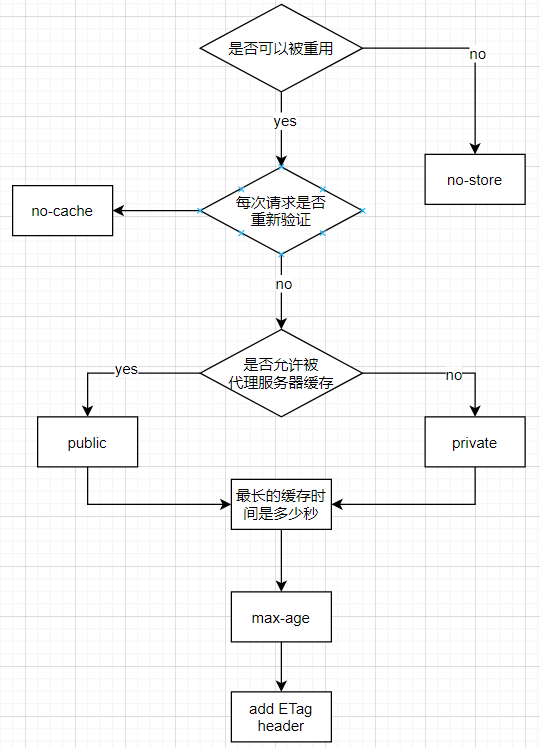 是否可以被重用
no
yes
no-store
每次请求是否
重新验证
no-cache
no
是否允许被
代理服务器缓存
yes
no
public
private
最长的缓存时
间是多少秒
max-age
add ETag
header